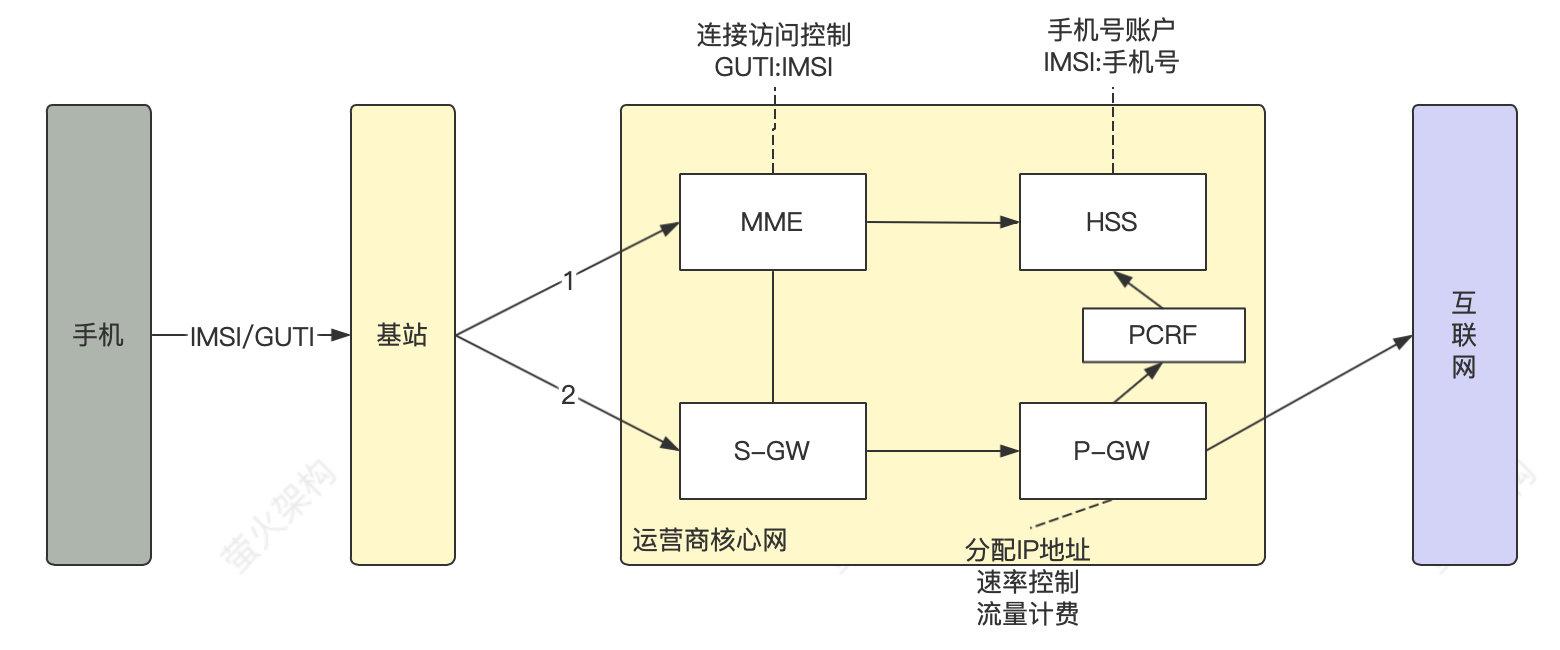 连接访问控制
GUTI:IMSI
手机号账户
IMSI:手机号
手机
IMSI/GUTI
基站
1
2
MME
HSS
PCRF
S-GW
P-GW
运营商核心网
分配IP地址
速率控制
流量计费
互
联
网
萤火架构
构